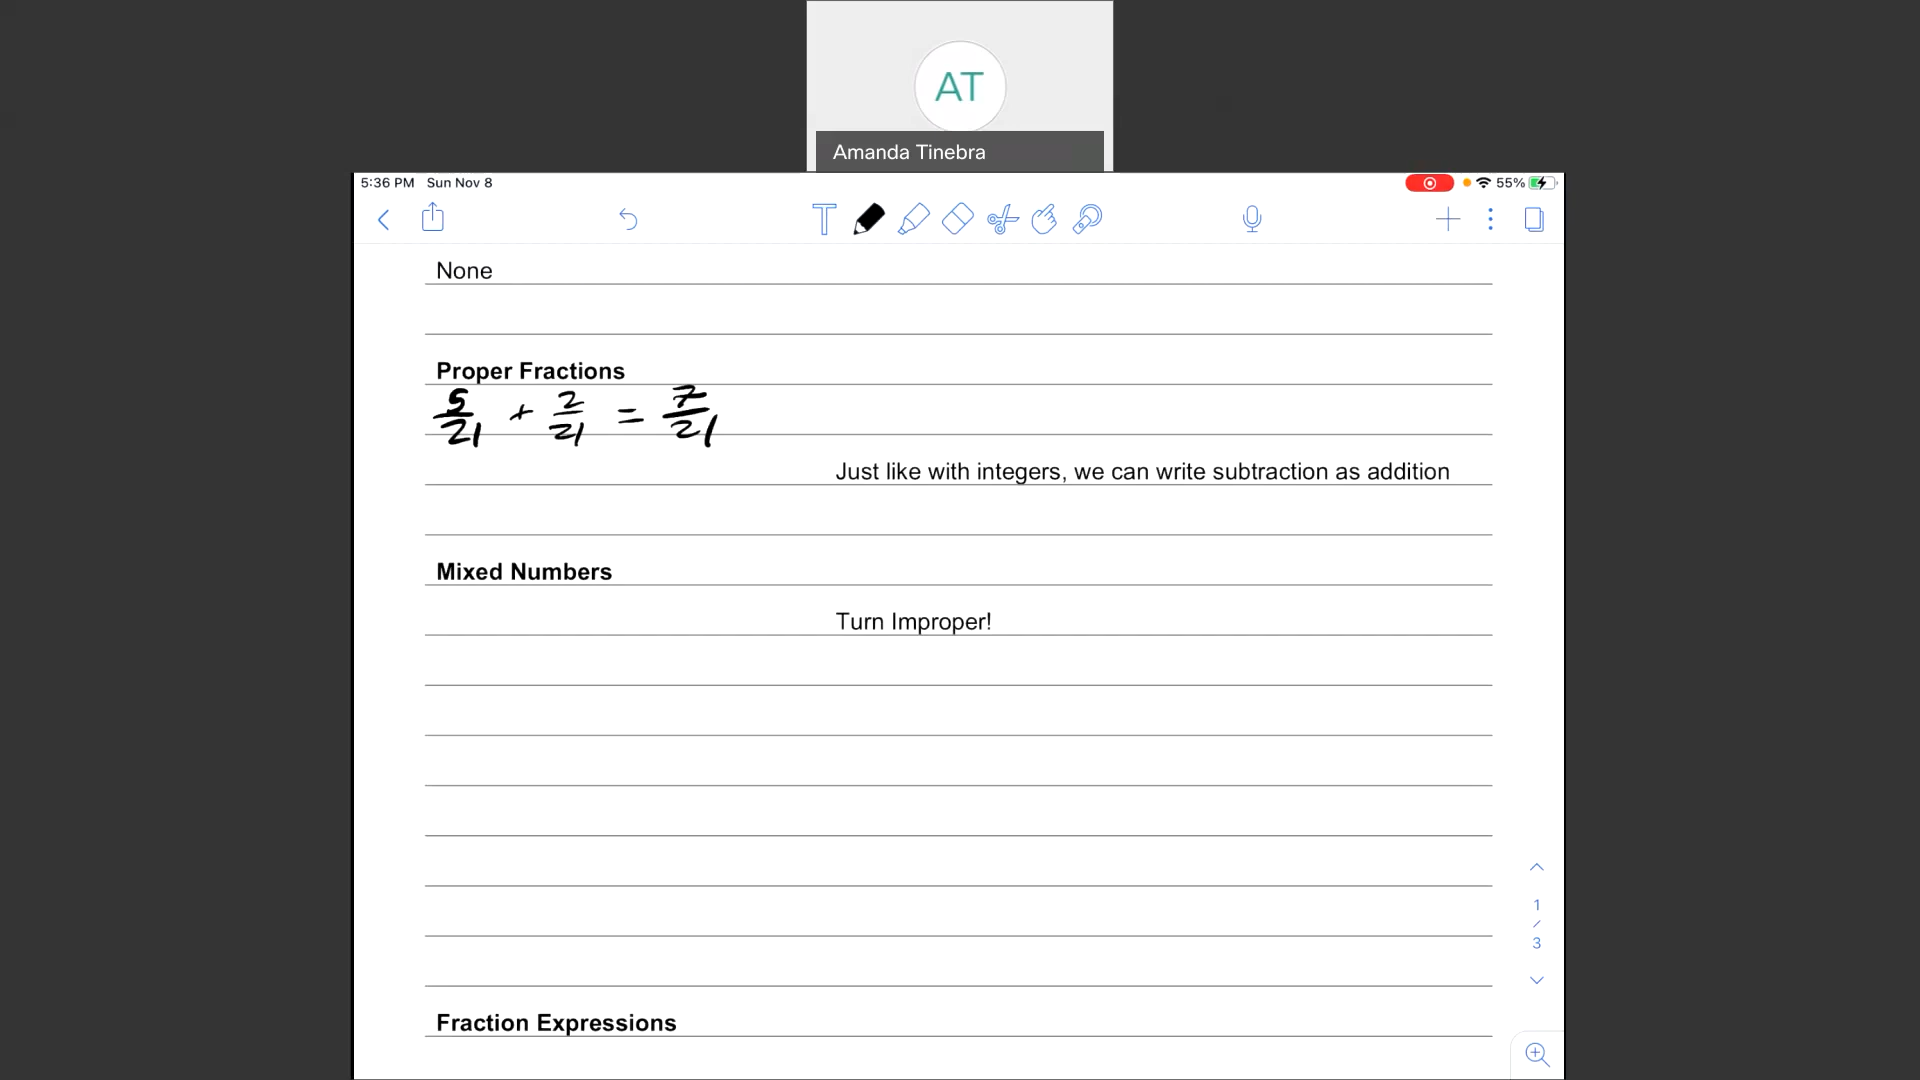 AT
Amanda Tinebra
5:36 PM Sun Nov 8 55%
T
None
Proper Fractions
5/21 + 2/21 = 7/21
Just like with integers, we can write subtraction as addition
Mixed Numbers
Turn Improper!
1
/
3
Fraction Expressions